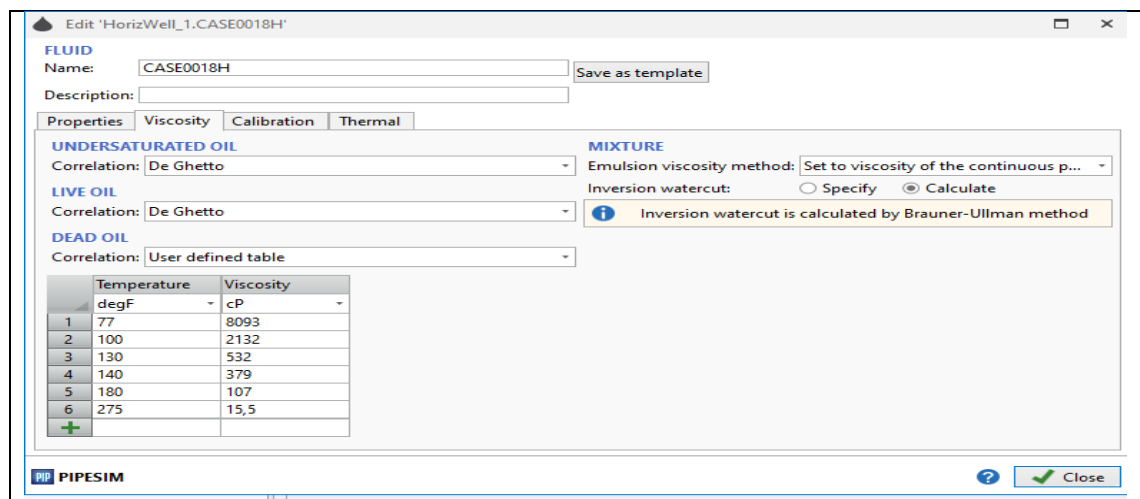 Edit 'HorizWell_1.CASE0018H'
FLUID
Name: CASE0018H Save as template
Description:
Properties Viscosity Calibration Thermal
UNDERSATURATED OIL
Correlation: De Ghetto
LIVE OIL
Correlation: De Ghetto
DEAD OIL
Correlation: User defined table
Temperature Viscosity
degF cP
1 77 8093
2 100 2132
3 130 532
4 140 379
5 180 107
6 275 15,5
MIXTURE
Emulsion viscosity method: Set to viscosity of the continuous p...
Inversion watercut: Specify Calculate
Inversion watercut is calculated by Brauner-Ullman method
PIP PIPESIM
? Close